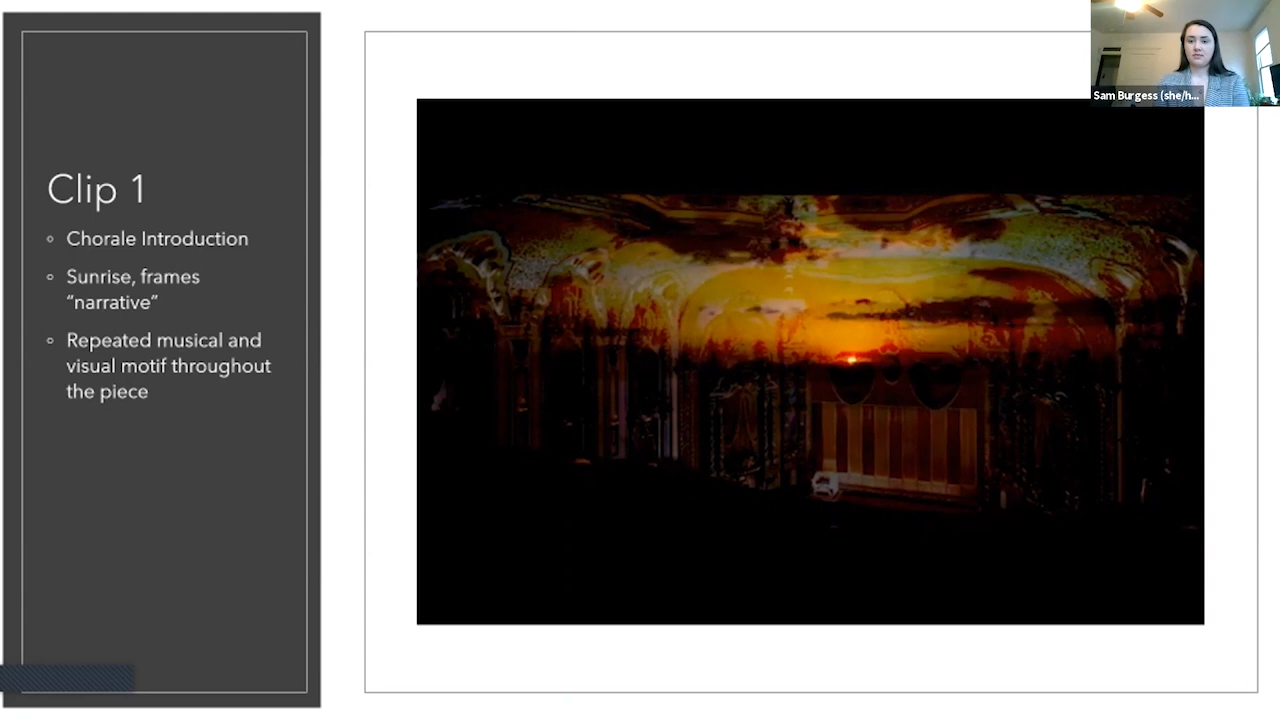 Clip 1
Chorale Introduction
Sunrise, frames
“narrative”
Repeated musical and
visual motif throughout
the piece
Sam Burgess (she/h...